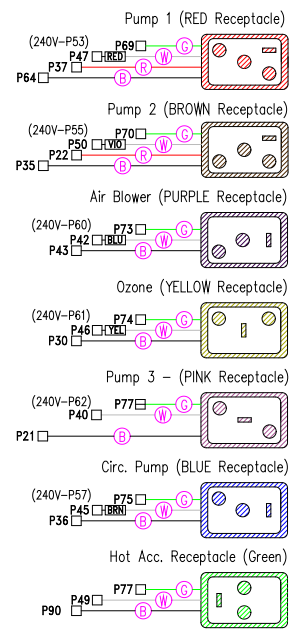 Pump 1 (RED Receptacle)
(240V-P53) P69 G
P47 RED W
P37 R
P64 B
Pump 2 (BROWN Receptacle)
(240V-P55) P70 G
P50 VIO W
P22 R
P35 B
Air Blower (PURPLE Receptacle)
(240V-P60) P73 G
P42 BLU W
P43 B
Ozone (YELLOW Receptacle)
(240V-P61) P74 G
P46 YEL W
P30 B
Pump 3 - (PINK Receptacle)
(240V-P62) P77 G
P40 W
P21 B
Circ. Pump (BLUE Receptacle)
(240V-P57) P75 G
P45 BRN W
P36 B
Hot Acc. Receptacle (Green)
P77 G
P49 W
P90 B